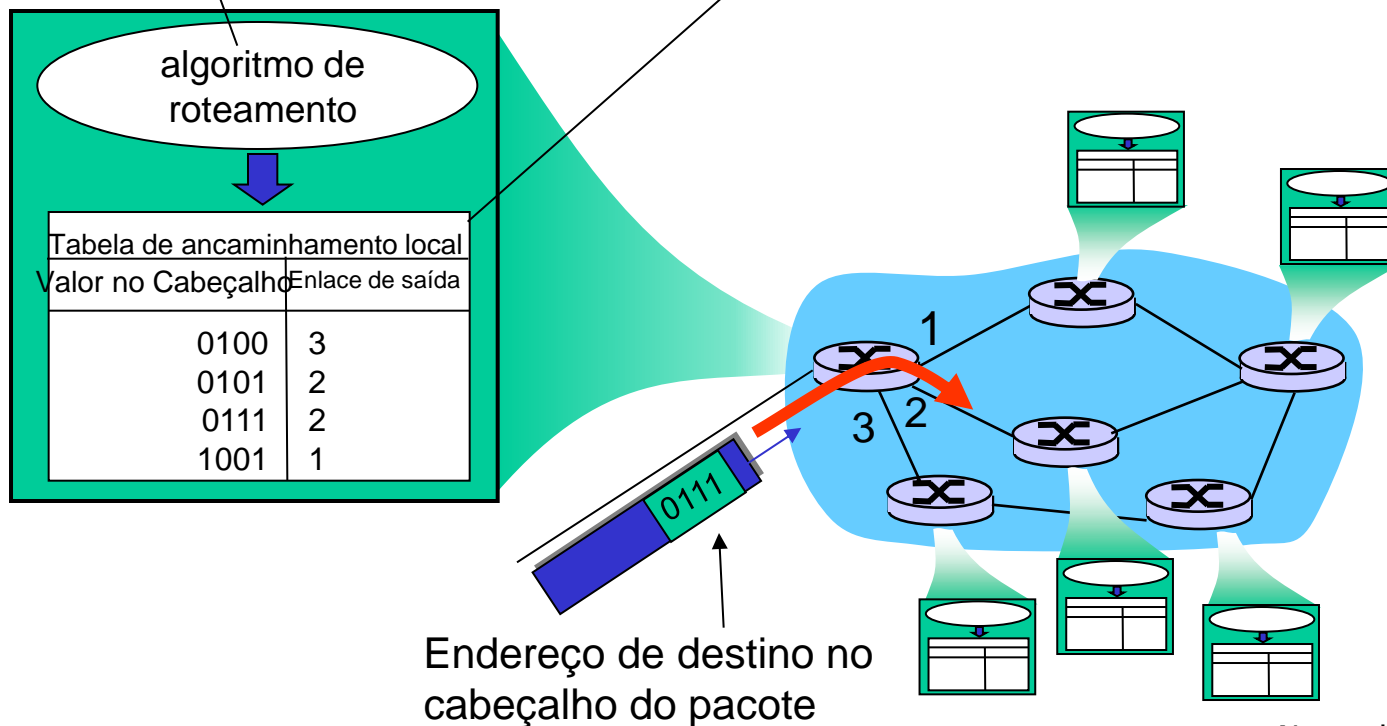 algoritmo de
roteamento
Tabela de ancaminhamento local
Valor no Cabeçalho Enlace de saída
0100 3
0101 2
0111 2
1001 1
1
2
3
0111
Endereço de destino no
cabeçalho do pacote